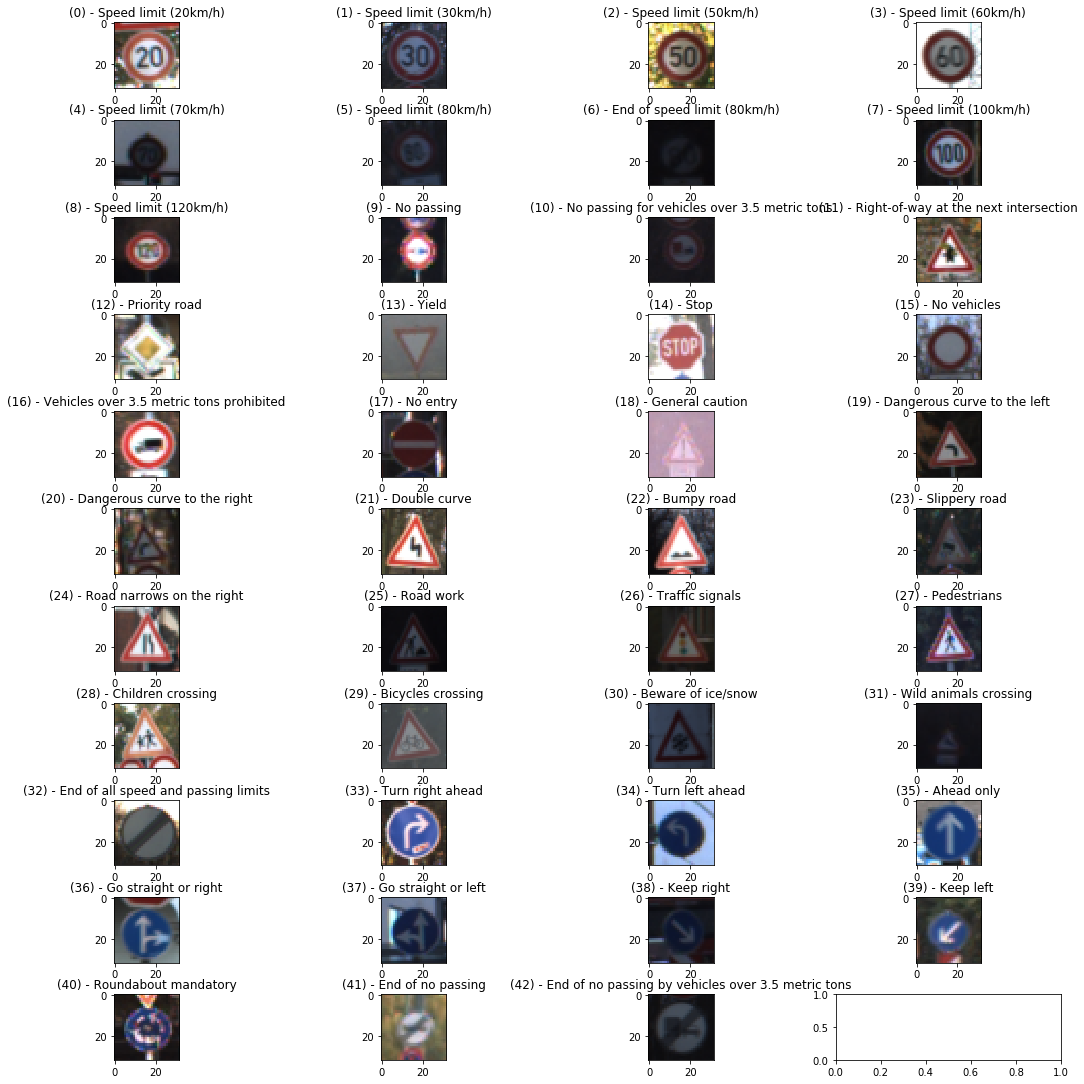 (0) - Speed limit (20km/h) (1) - Speed limit (30km/h) (2) - Speed limit (50km/h) (3) - Speed limit (60km/h)
0 0 0 0
20 30 50 60
20 20 20 20
0 20 0 20 0 20 0 20
(4) - Speed limit (70km/h) (5) - Speed limit (80km/h) (6) - End of speed limit (80km/h) (7) - Speed limit (100km/h)
0 0 0 0
70 80 100
20 20 20 20
0 20 0 20 0 20 0 20
(8) - Speed limit (120km/h) (9) - No passing (10) - No passing for vehicles over 3.5 metric tons (11) - Right-of-way at the next intersection
0 0 0 0
120
20 20 20 20
0 20 0 20 0 20 0 20
(12) - Priority road (13) - Yield (14) - Stop (15) - No vehicles
0 0 0 0
STOP
20 20 20 20
0 20 0 20 0 20 0 20
(16) - Vehicles over 3.5 metric tons prohibited (17) - No entry (18) - General caution (19) - Dangerous curve to the left
0 0 0 0
20 20 20 20
0 20 0 20 0 20 0 20
(20) - Dangerous curve to the right (21) - Double curve (22) - Bumpy road (23) - Slippery road
0 0 0 0
20 20 20 20
0 20 0 20 0 20 0 20
(24) - Road narrows on the right (25) - Road work (26) - Traffic signals (27) - Pedestrians
0 0 0 0
20 20 20 20
0 20 0 20 0 20 0 20
(28) - Children crossing (29) - Bicycles crossing (30) - Beware of ice/snow (31) - Wild animals crossing
0 0 0 0
20 20 20 20
0 20 0 20 0 20 0 20
(32) - End of all speed and passing limits (33) - Turn right ahead (34) - Turn left ahead (35) - Ahead only
0 0 0 0
20 20 20 20
0 20 0 20 0 20 0 20
(36) - Go straight or right (37) - Go straight or left (38) - Keep right (39) - Keep left
0 0 0 0
20 20 20 20
0 20 0 20 0 20 0 20
(40) - Roundabout mandatory (41) - End of no passing (42) - End of no passing by vehicles over 3.5 metric tons
0 0 0 1.0
0.5
20 20 20 0.0
0 20 0 20 0 20 0.0 0.2 0.4 0.6 0.8 1.0